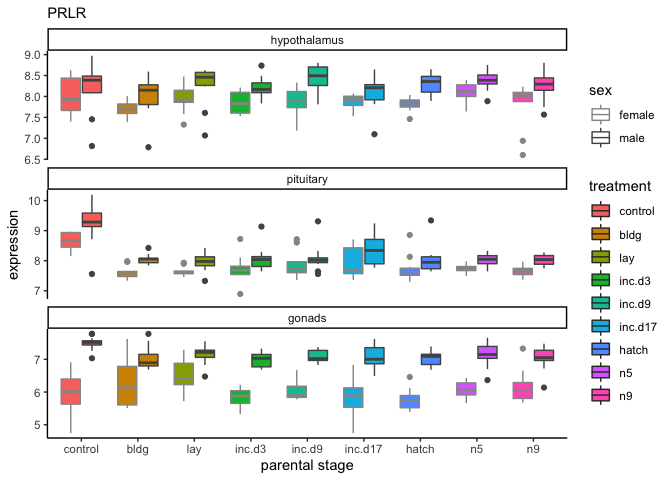 PRLR
hypothalamus
9.0
8.5
8.0
7.5
7.0
6.5
pituitary
10
9
8
7
gonads
7
6
5
expression
control bldg lay inc.d3 inc.d9 inc.d17 hatch n5 n9
parental stage
sex
female
male
treatment
control
bldg
lay
inc.d3
inc.d9
inc.d17
hatch
n5
n9